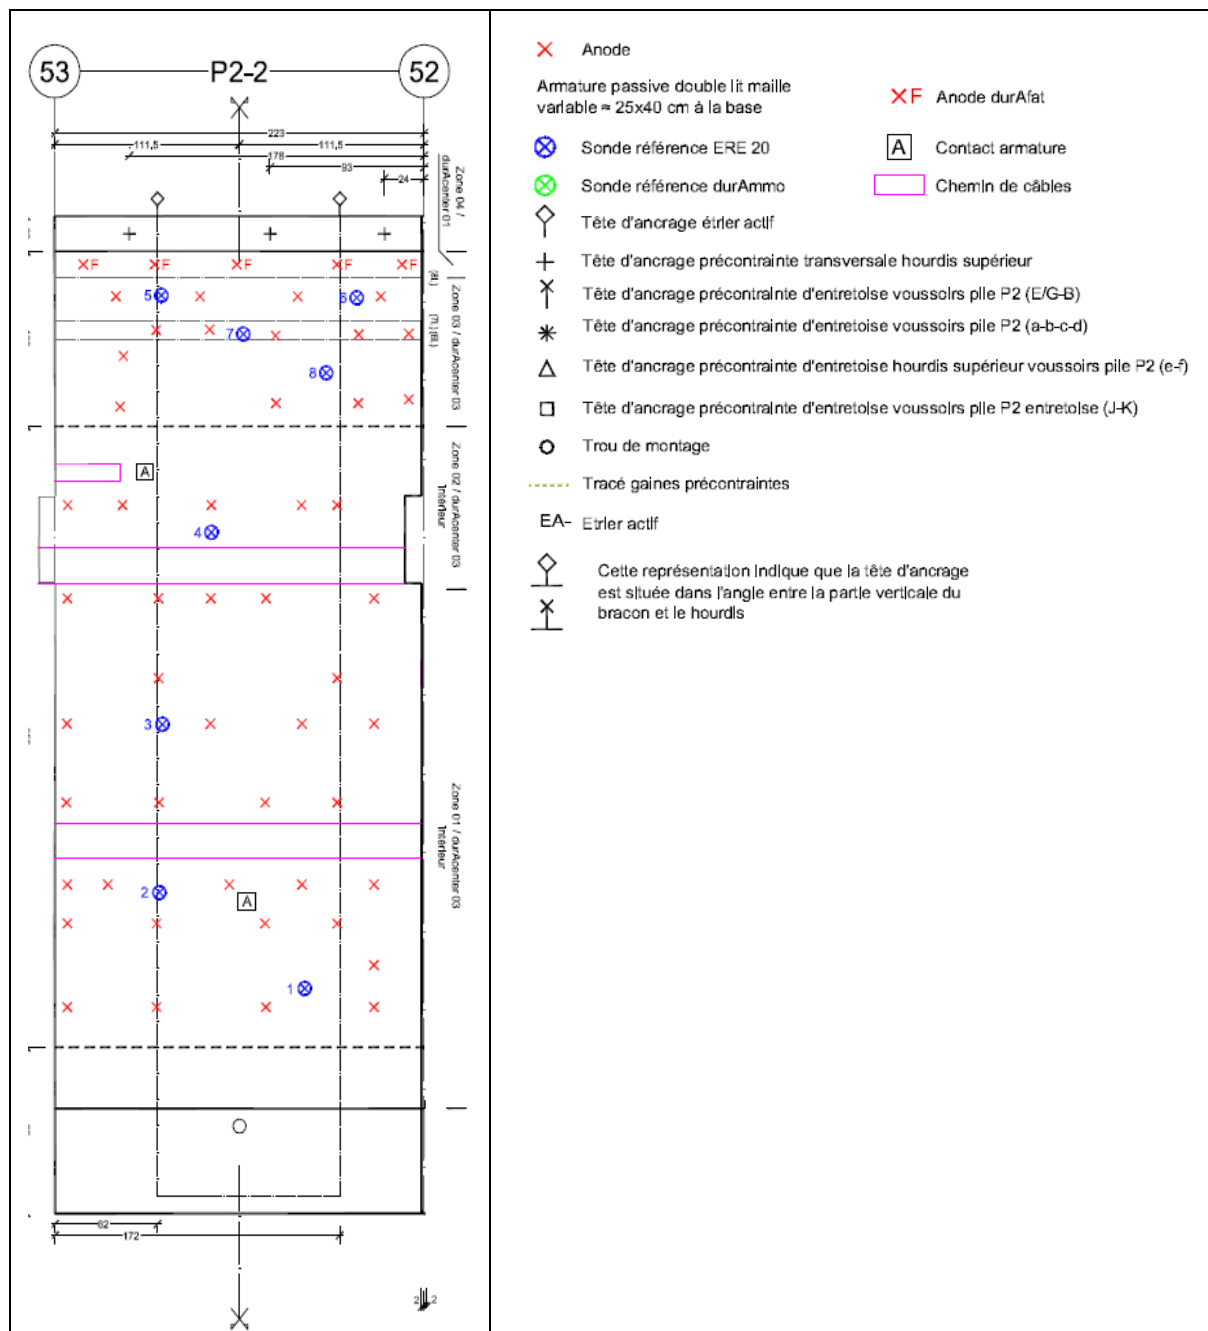 53
P2-2
52
223
111,5
111,5
178
93
24
Zone 04 /
durAcenter 01
F
F
F
F
F
(8L)
5
6
Zone 03 / durAcenter 03
(7L)
(6L)
7
8
A
Zone 02 / durAcenter 03
Intérieur
4
3
Zone 01 / durAcenter 03
Intérieur
2
A
1
62
172
2
2
Anode
Armature passive double lit maille
variable ≈ 25x40 cm à la base
F
Anode durAfat
Sonde référence ERE 20
A
Contact armature
Sonde référence durAmmo
Chemin de câbles
Tête d'ancrage étrier actif
Tête d'ancrage précontrainte transversale hourdis supérieur
Tête d'ancrage précontrainte d'entretoise voussoirs pile P2 (E/G-B)
Tête d'ancrage précontrainte d'entretoise voussoirs pile P2 (a-b-c-d)
Tête d'ancrage précontrainte d'entretoise hourdis supérieur voussoirs pile P2 (e-f)
Tête d'ancrage précontrainte d'entretoise voussoirs pile P2 entretoise (J-K)
Trou de montage
Tracé gaines précontraintes
EA- Etrier actif
Cette représentation indique que la tête d'ancrage
est située dans l'angle entre la partie verticale du
bracon et le hourdis